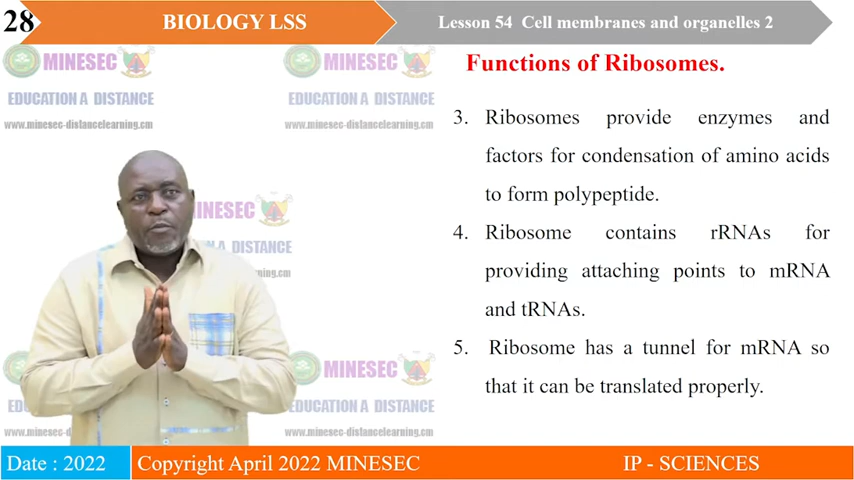 28
BIOLOGY LSS
Lesson 54 Cell membranes and organelles 2
MINESEC
EDUCATION A DISTANCE
www.minesec-distancelearning.cm
MINESEC
EDUCATION A DISTANCE
www.minesec-distancelearning.cm
Functions of Ribosomes.
3. Ribosomes provide enzymes and
factors for condensation of amino acids
to form polypeptide.
4. Ribosome contains rRNAs for
providing attaching points to mRNA
and tRNAs.
5. Ribosome has a tunnel for mRNA so
that it can be translated properly.
MINESEC
DISTANCE
MINESEC
EDUCATION A DISTANCE
www.minesec-distancelearning.cm
Date : 2022
Copyright April 2022 MINESEC
IP - SCIENCES